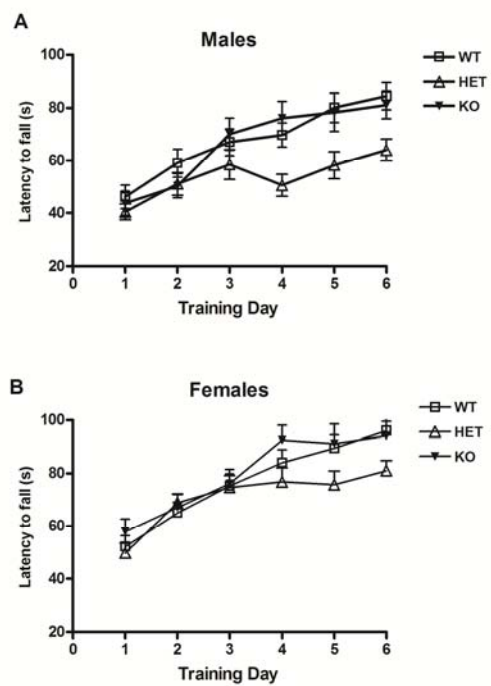 A
Males
WT
HET
KO
Latency to fall (s)
100
80
60
40
20
0 1 2 3 4 5 6
Training Day
B
Females
WT
HET
KO
Latency to fall (s)
100
80
60
40
20
0 1 2 3 4 5 6
Training Day